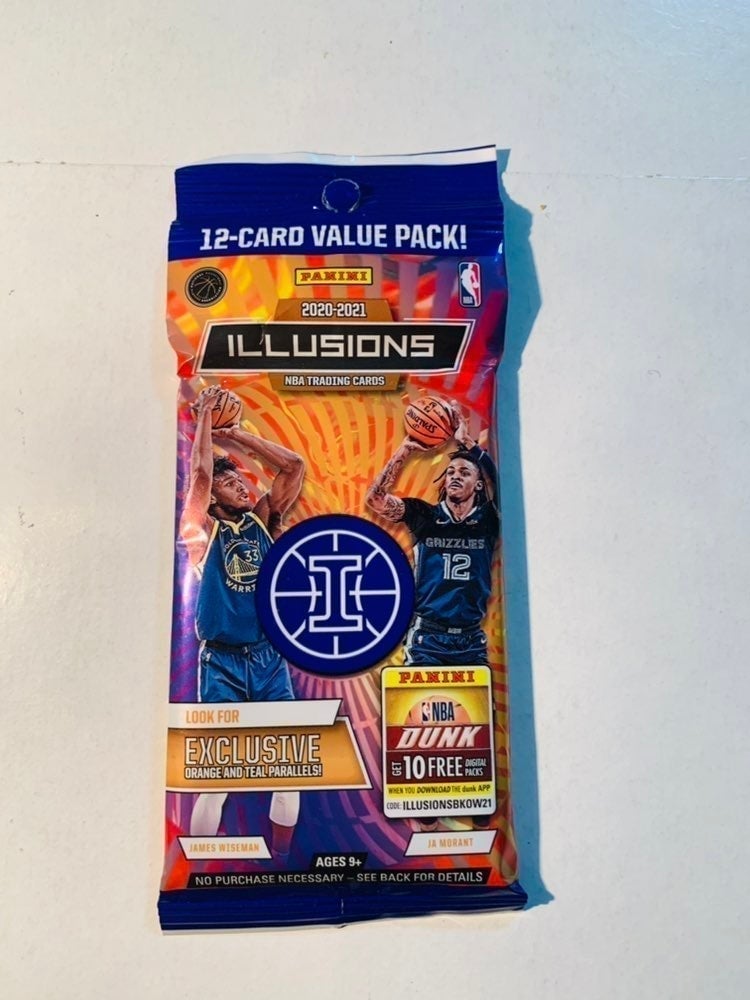 12-CARD VALUE PACK!
PANINI
NBA
2020-2021
ILLUSIONS
NBA TRADING CARDS
SPALDING
33
WARRI
GRIZZLIES
12
I
PANINI
NBA
DUNK
GET 10 FREE DIGITAL PACKS
WHEN YOU DOWNLOAD THE dunk APP
CODE: ILLUSIONSBKOW21
LOOK FOR
EXCLUSIVE
ORANGE AND TEAL PARALLELS!
JAMES WISEMAN
JA MORANT
AGES 9+
NO PURCHASE NECESSARY – SEE BACK FOR DETAILS